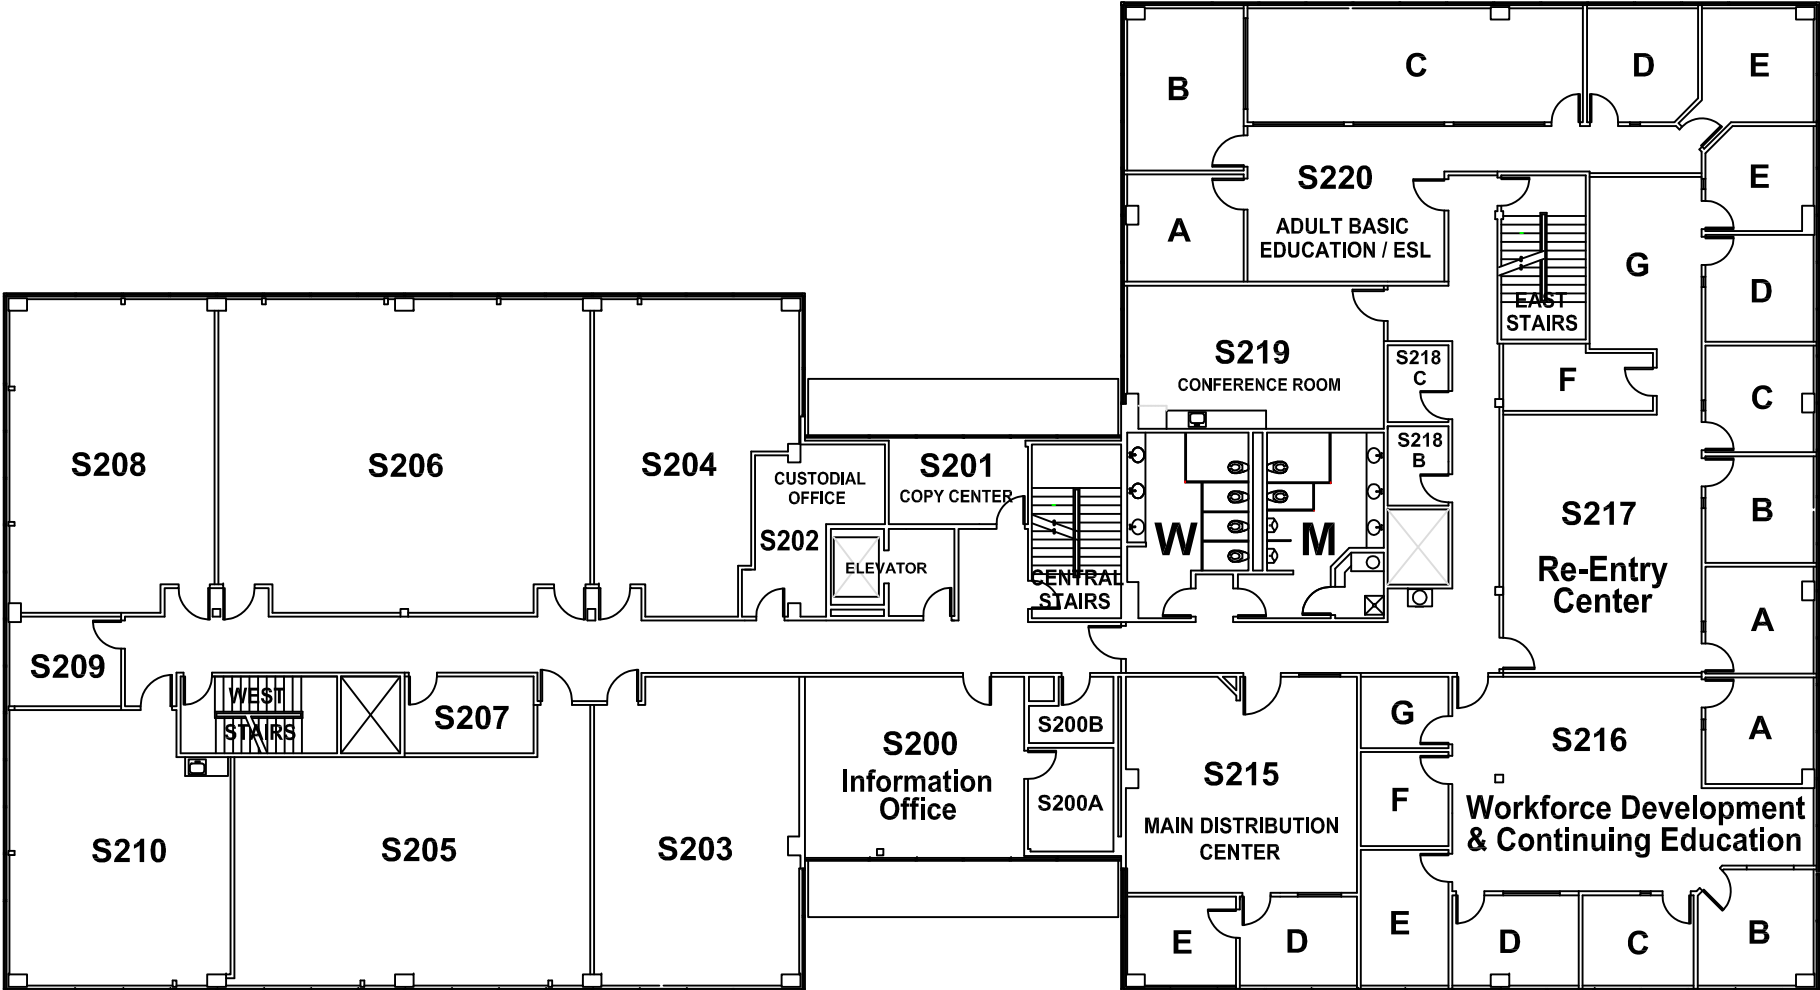 B
C
D
E
S220
ADULT BASIC
EDUCATION / ESL
A
E
G
D
EAST
STAIRS
S219
CONFERENCE ROOM
S218
C
F
C
S208
S206
S204
CUSTODIAL
OFFICE
S202
S201
COPY CENTER
ELEVATOR
CENTRAL
STAIRS
W
M
S218
B
S217
Re-Entry
Center
B
A
S209
WEST
STAIRS
S207
S200
Information
Office
S200B
S200A
S215
MAIN DISTRIBUTION
CENTER
G
F
S216
Workforce Development
& Continuing Education
A
S210
S205
S203
E
D
E
D
C
B